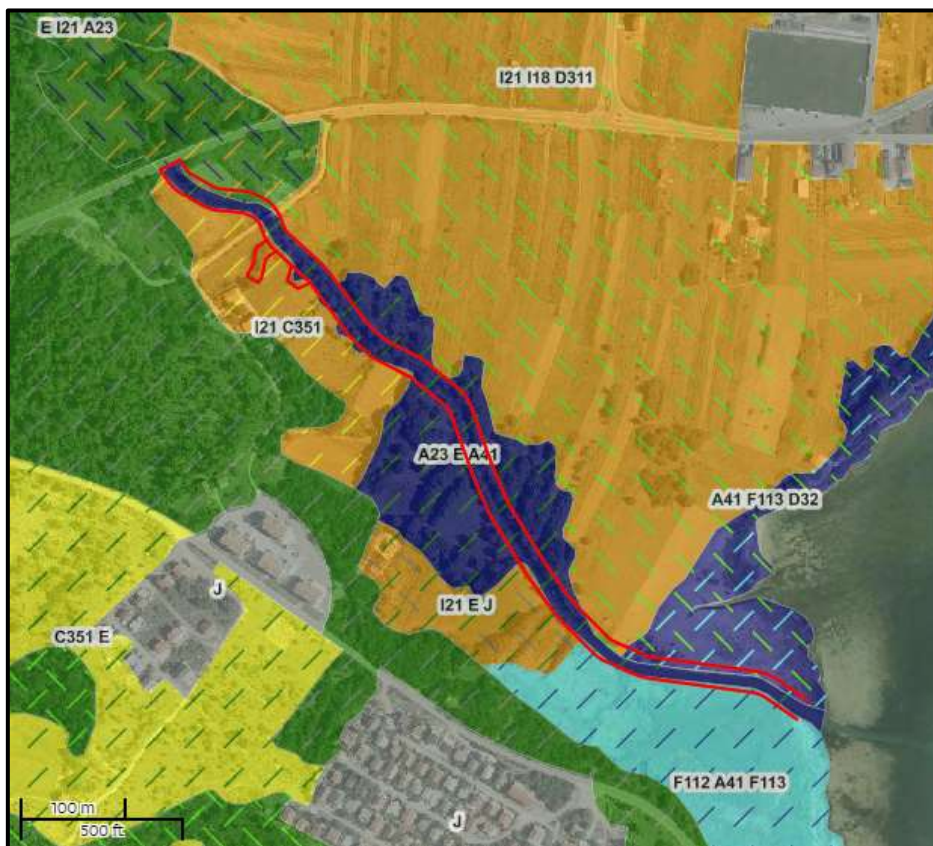 E I21 A23
I21 I18 D311
I21 C351
A23 E A41
A41 F113 D32
J
I21 E J
C351 E
F112 A41 F113
J
100 m
500 ft